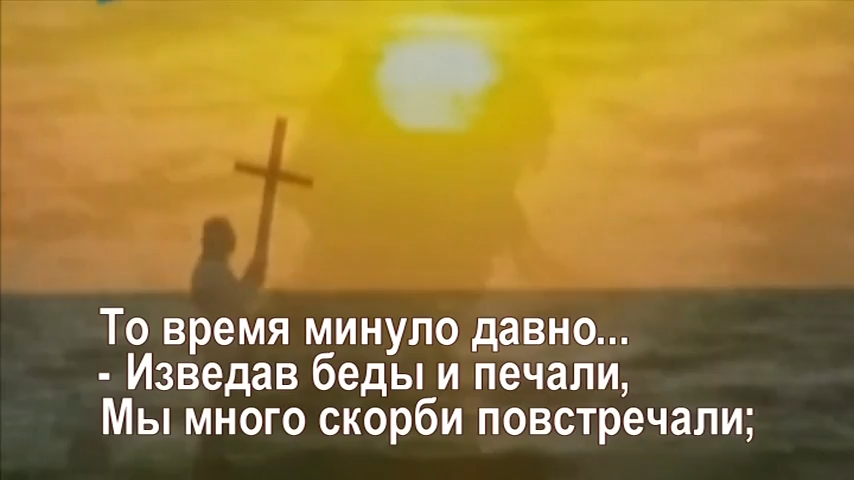 То время минуло давно...
- Изведав беды и печали,
Мы много скорби повстречали;